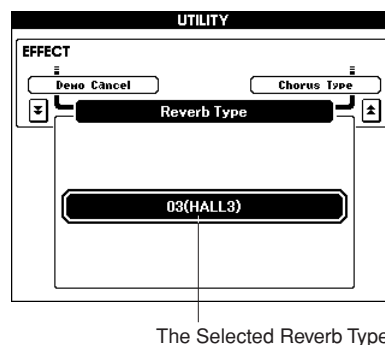 UTILITY
EFFECT
Demo Cancel
Chorus Type
Reverb Type
03(HALL3)
The Selected Reverb Type